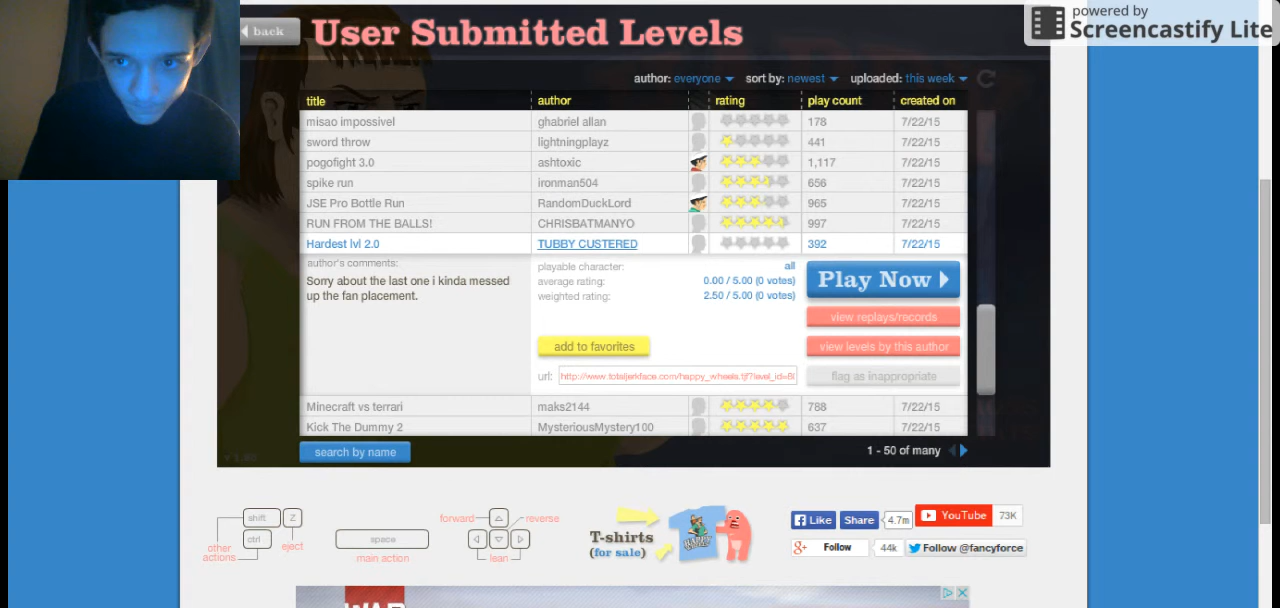 powered by
Screencastify Lite
back
User Submitted Levels
author: everyone sort by: newest uploaded: this week
title author rating play count created on
misao impossivel ghabriel allan 178 7/22/15
sword throw lightningplayz 441 7/22/15
pogofight 3.0 ashtoxic 1,117 7/22/15
spike run ironman504 656 7/22/15
JSE Pro Bottle Run RandomDuckLord 965 7/22/15
RUN FROM THE BALLS! CHRISBATMANYO 997 7/22/15
Hardest lvl 2.0 TUBBY CUSTERED 392 7/22/15
author's comments:
Sorry about the last one i kinda messed
up the fan placement.
playable character: all
average rating: 0.00 / 5.00 (0 votes)
weighted rating: 2.50 / 5.00 (0 votes)
add to favorites
url: http://www.totaljerkface.com/happy_wheels.tjf?level_id=
Play Now
view replays/records
view levels by this author
flag as inappropriate
Minecraft vs terrari maks2144 788 7/22/15
Kick The Dummy 2 MysteriousMystery100 637 7/22/15
search by name
1 - 50 of many
shift Z
ctrl
other
actions
eject
space
main action
forward reverse
lean
T-shirts
(for sale)
Like Share 4.7m
YouTube 73K
Follow 44k
Follow @fancyforce
WAR